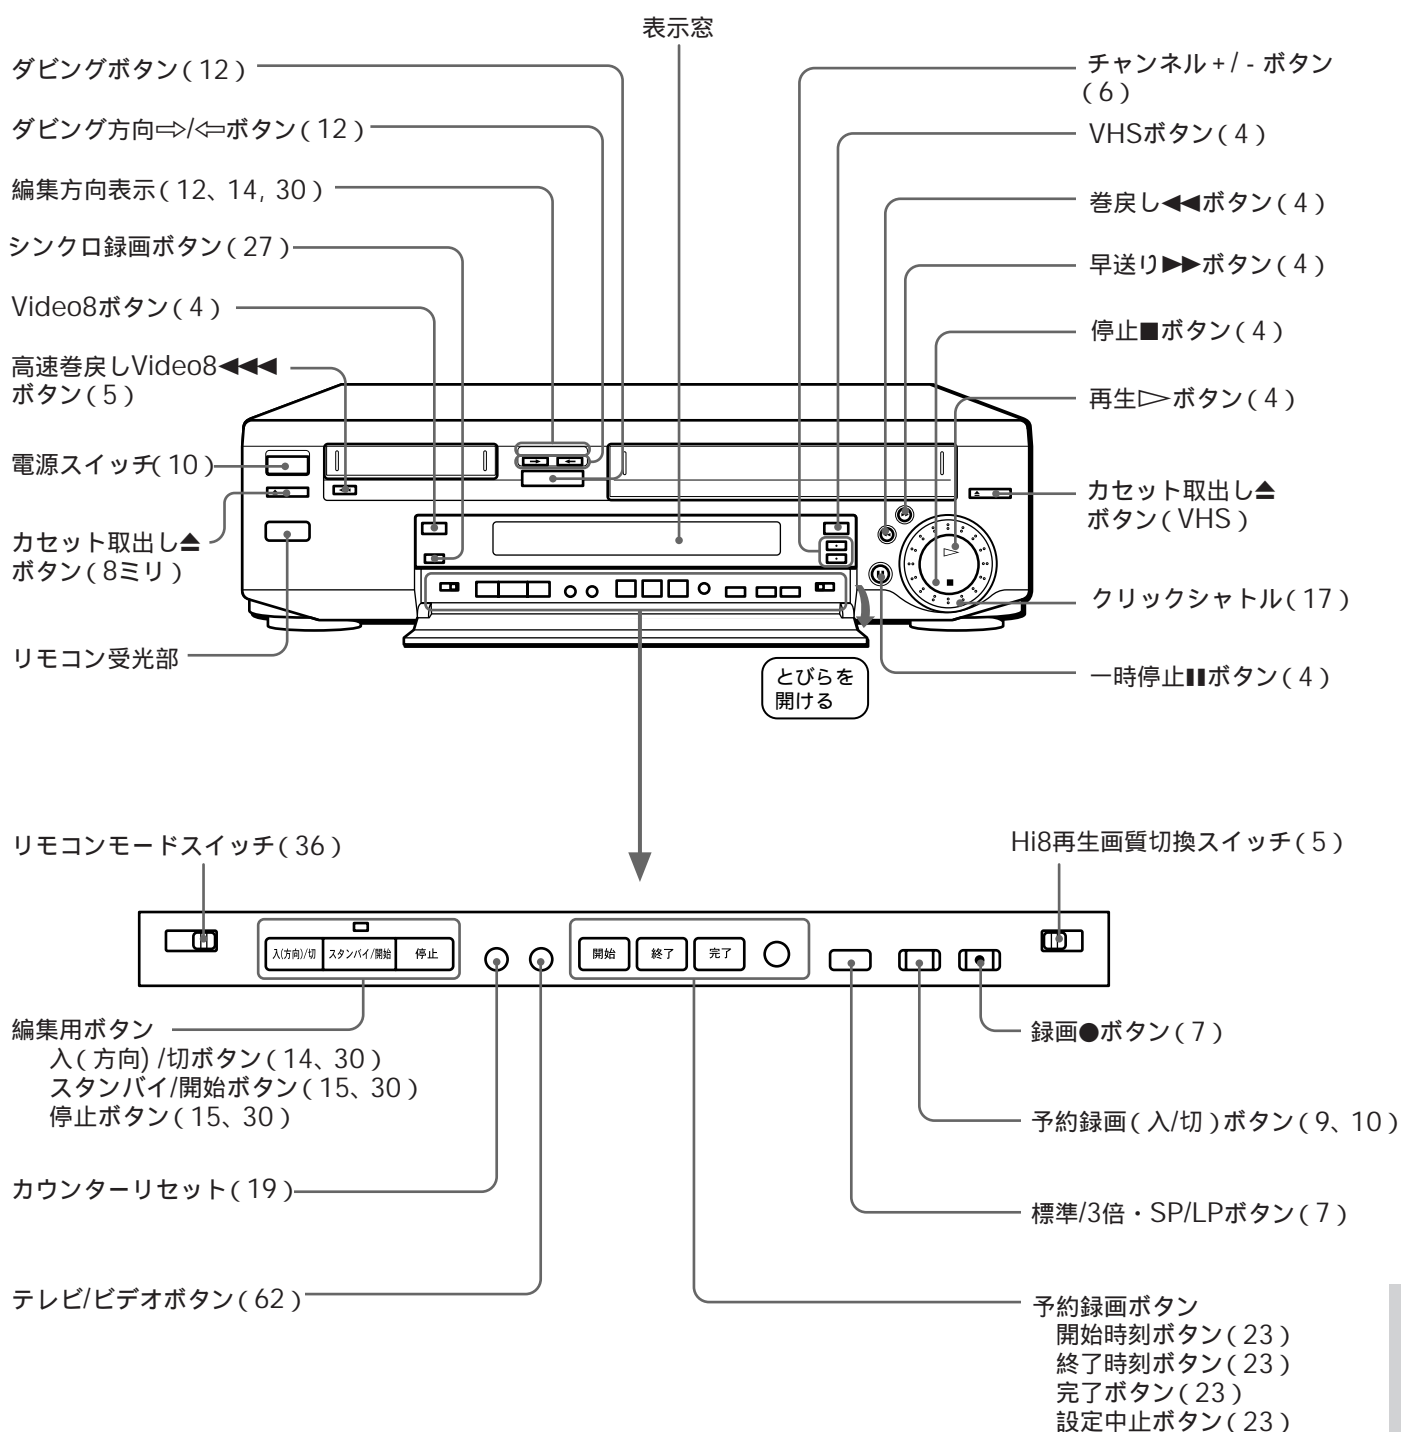 表示窓
ダビングボタン(12)
ダビング方向⇨/⇦ボタン(12)
編集方向表示(12、14, 30)
シンクロ録画ボタン(27)
Video8ボタン(4)
高速巻戻しVideo8◀◀◀
ボタン(5)
電源スイッチ(10)
カセット取出し⏏
ボタン(8ミリ)
リモコン受光部
チャンネル+/-ボタン
(6)
VHSボタン(4)
巻戻し◀◀ボタン(4)
早送り▶▶ボタン(4)
停止■ボタン(4)
再生▷ボタン(4)
カセット取出し⏏
ボタン(VHS)
クリックシャトル(17)
一時停止▮▮ボタン(4)
とびらを
開ける
リモコンモードスイッチ(36)
Hi8再生画質切換スイッチ(5)
入(方向)/切 スタンバイ/開始 停止
開始 終了 完了
編集用ボタン
入(方向)/切ボタン(14、30)
スタンバイ/開始ボタン(15、30)
停止ボタン(15、30)
カウンターリセット(19)
テレビ/ビデオボタン(62)
録画●ボタン(7)
予約録画(入/切)ボタン(9、10)
標準/3倍・SP/LPボタン(7)
予約録画ボタン
開始時刻ボタン(23)
終了時刻ボタン(23)
完了ボタン(23)
設定中止ボタン(23)